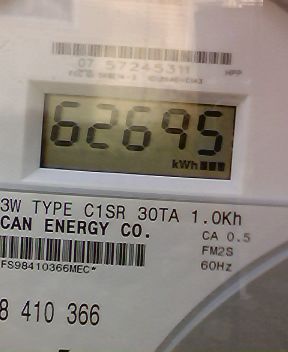 07 57245311
HPP
62695
kWh
3W TYPE C1SR 30TA 1.0Kh
CAN ENERGY CO.
CA 0.5
FM2S
60Hz
FS98410366MEC*
8 410 366